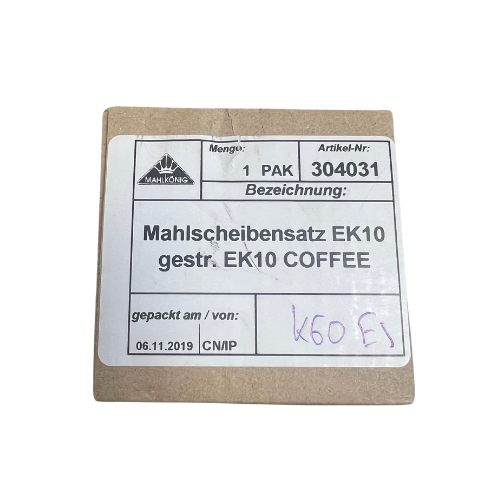 MAHLKÖNIG
Menge:
1 PAK
Artikel-Nr:
304031
Bezeichnung:
Mahlscheibensatz EK10
gestr. EK10 COFFEE
gepackt am / von:
06.11.2019 CN/IP
K60 ES